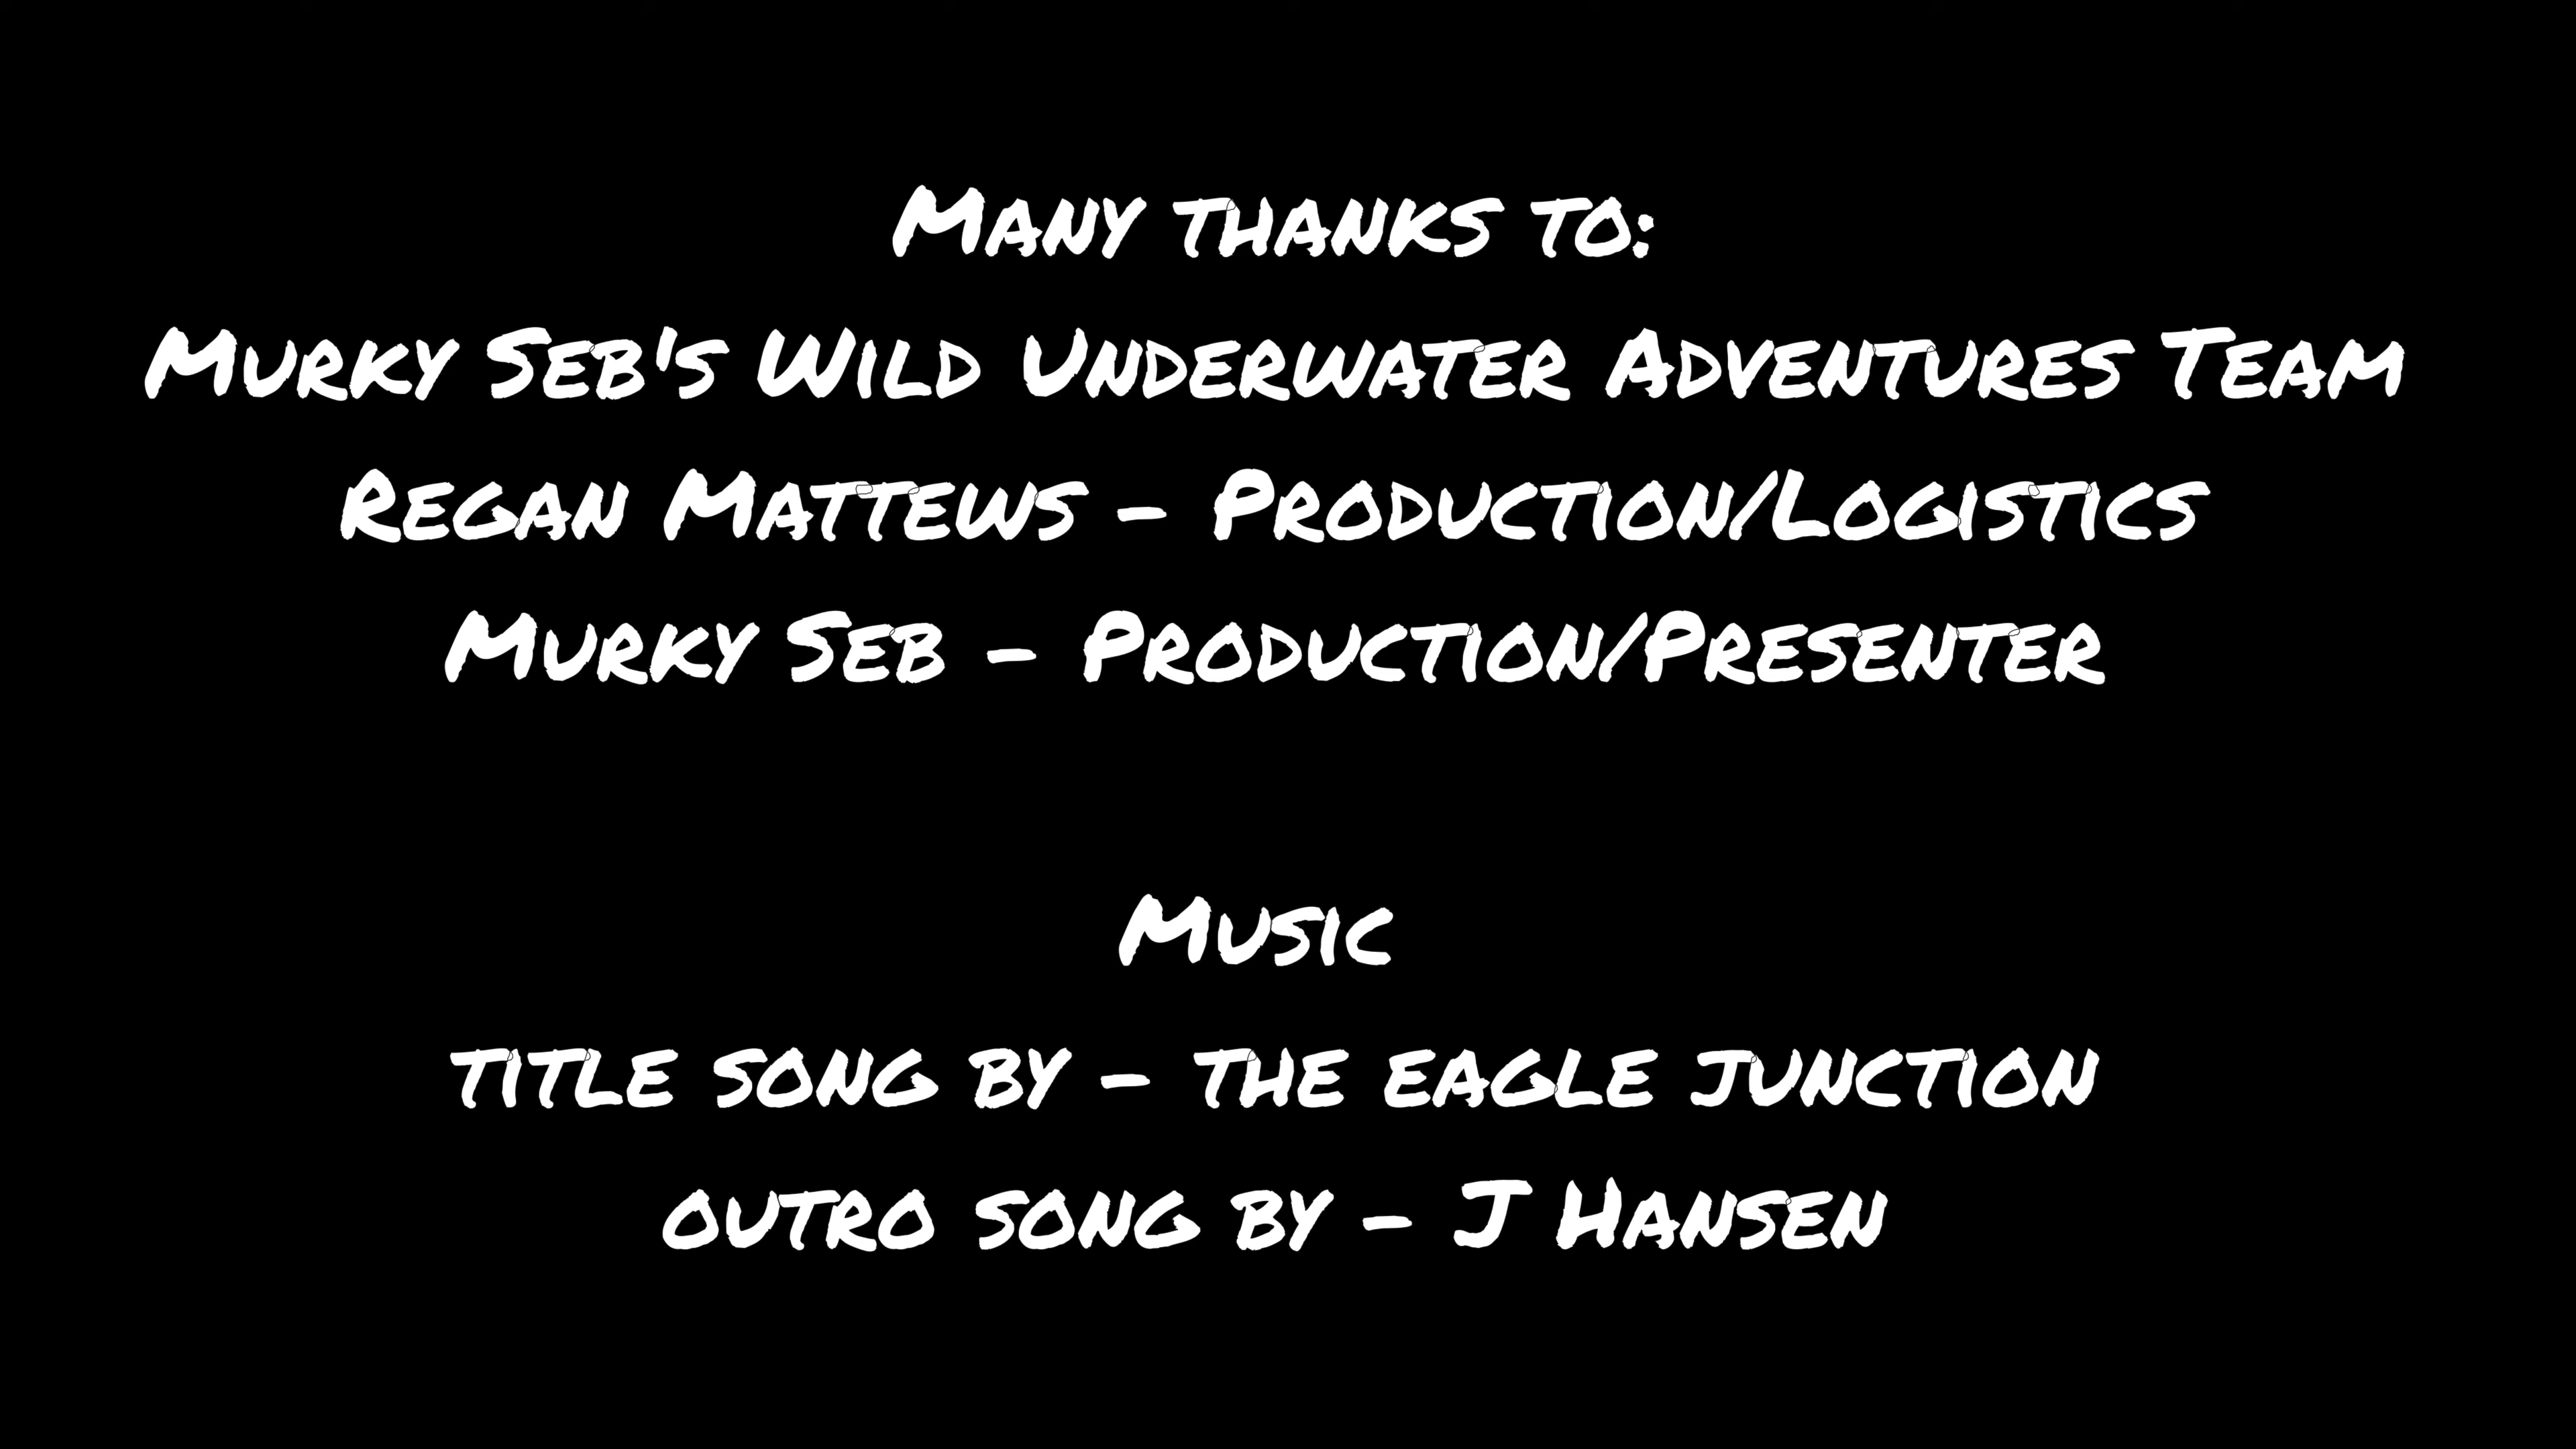 Many thanks to:
Murky Seb's Wild Underwater Adventures Team
Regan Mattews - Production/Logistics
Murky Seb - Production/Presenter
Music
title song by - the eagle junction
outro song by - J Hansen